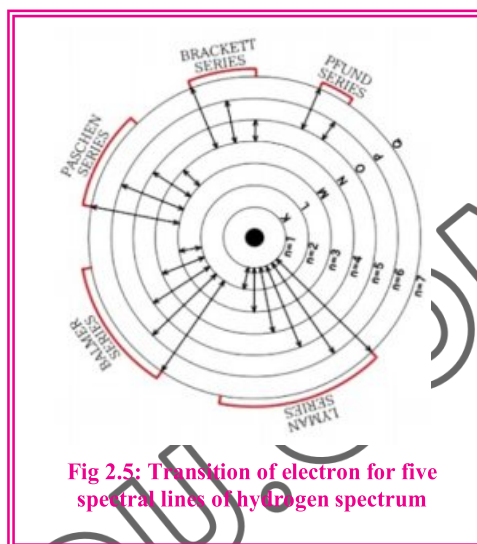 BRACKETT
SERIES
PFUND
SERIES
PASCHEN
SERIES
Q
P
O
N
M
L
K
n=1
n=2
n=3
n=4
n=5
n=6
n=7
BALMER
SERIES
LYMAN
SERIES
Fig 2.5: Transition of electron for five
spectral lines of hydrogen spectrum